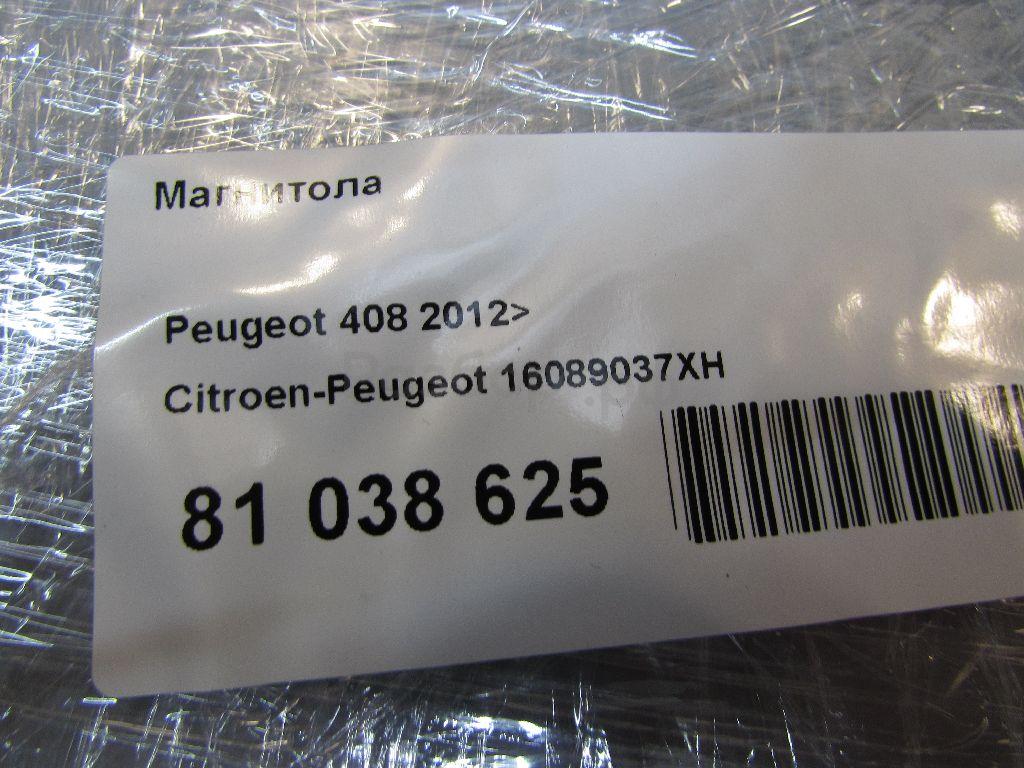 Магнитола
Peugeot 408 2012>
Citroen-Peugeot 16089037XH
81 038 625